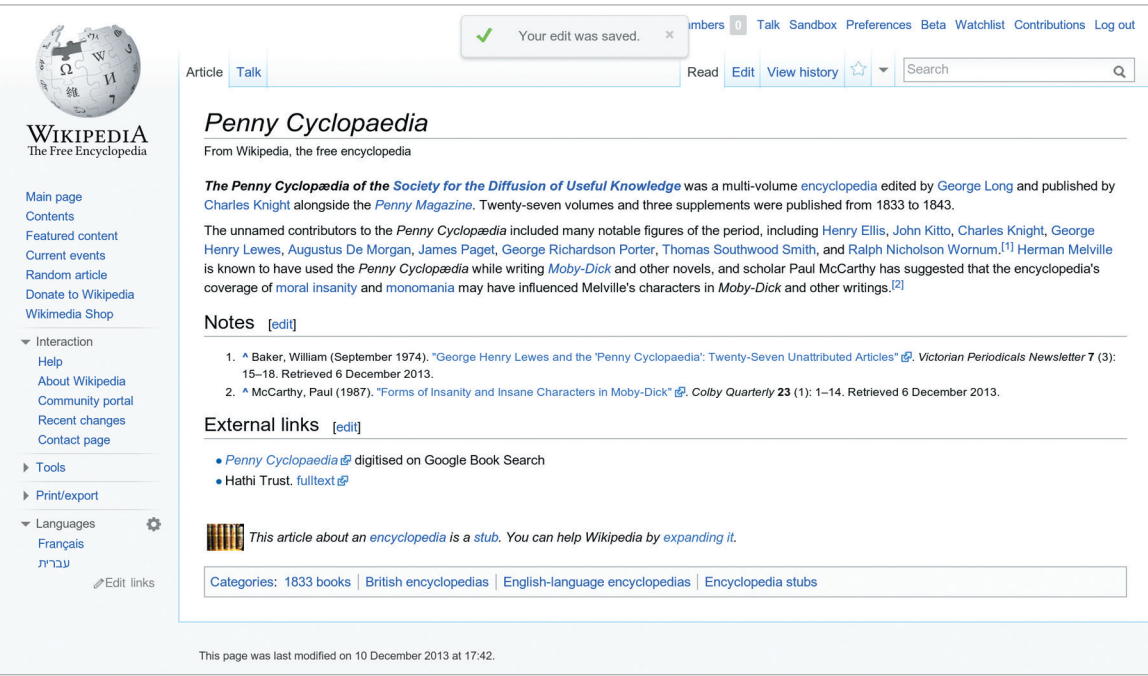 Your edit was saved. ×
0 Talk Sandbox Preferences Beta Watchlist Contributions Log out
Article Talk
Read Edit View history Search
WIKIPEDIA
The Free Encyclopedia
Main page
Contents
Featured content
Current events
Random article
Donate to Wikipedia
Wikimedia Shop
Interaction
Help
About Wikipedia
Community portal
Recent changes
Contact page
Tools
Print/export
Languages
Français
עברית
Edit links
Penny Cyclopaedia
From Wikipedia, the free encyclopedia
The Penny Cyclopædia of the Society for the Diffusion of Useful Knowledge was a multi-volume encyclopedia edited by George Long and published by
Charles Knight alongside the Penny Magazine. Twenty-seven volumes and three supplements were published from 1833 to 1843.
The unnamed contributors to the Penny Cyclopædia included many notable figures of the period, including Henry Ellis, John Kitto, Charles Knight, George
Henry Lewes, Augustus De Morgan, James Paget, George Richardson Porter, Thomas Southwood Smith, and Ralph Nicholson Wornum.[1] Herman Melville
is known to have used the Penny Cyclopædia while writing Moby-Dick and other novels, and scholar Paul McCarthy has suggested that the encyclopedia's
coverage of moral insanity and monomania may have influenced Melville's characters in Moby-Dick and other writings.[2]
Notes [edit]
1. ^ Baker, William (September 1974). "George Henry Lewes and the 'Penny Cyclopaedia': Twenty-Seven Unattributed Articles". Victorian Periodicals Newsletter 7 (3):
15–18. Retrieved 6 December 2013.
2. ^ McCarthy, Paul (1987). "Forms of Insanity and Insane Characters in Moby-Dick". Colby Quarterly 23 (1): 1–14. Retrieved 6 December 2013.
External links [edit]
• Penny Cyclopaedia digitised on Google Book Search
• Hathi Trust. fulltext
This article about an encyclopedia is a stub. You can help Wikipedia by expanding it.
Categories: 1833 books | British encyclopedias | English-language encyclopedias | Encyclopedia stubs
This page was last modified on 10 December 2013 at 17:42.